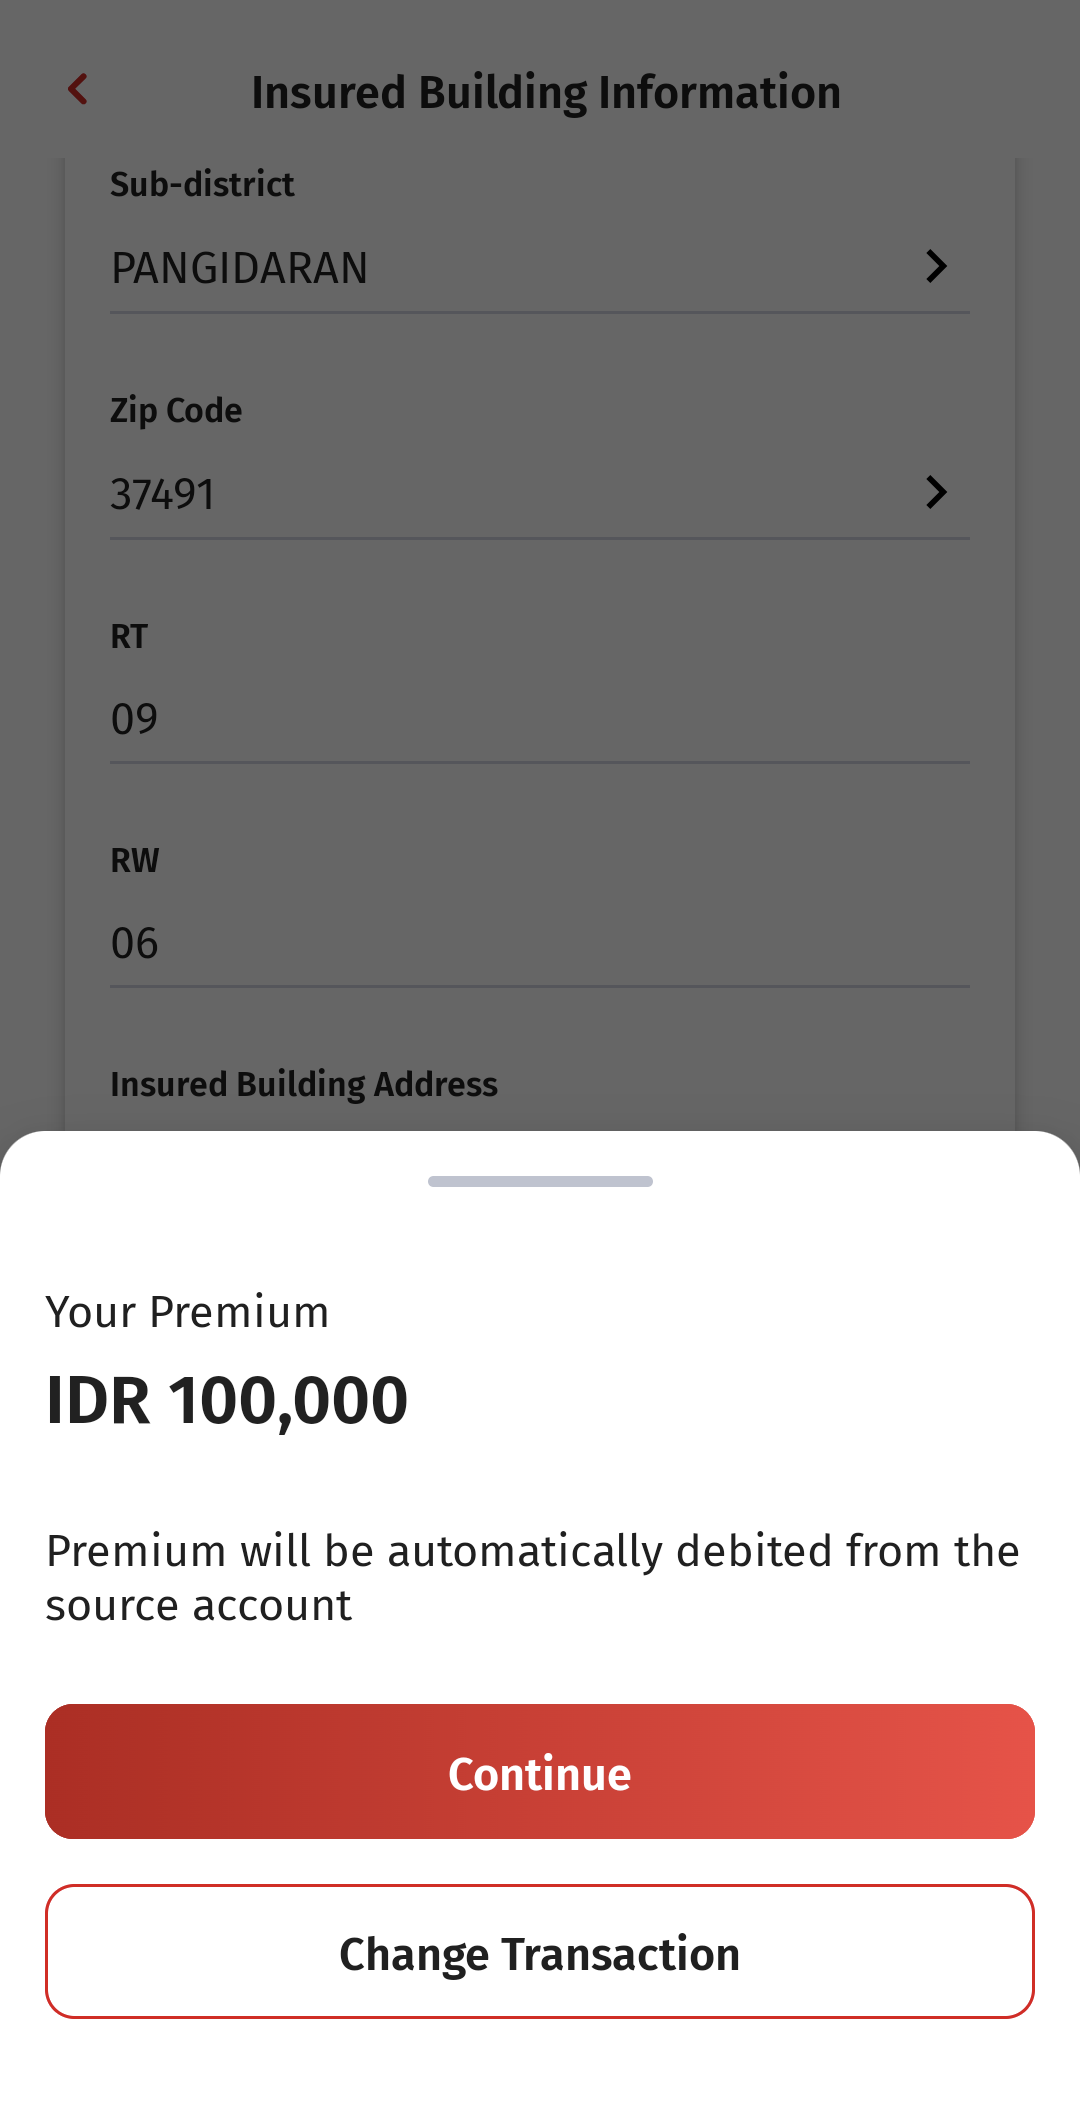 Insured Building Information
Sub-district
PANGIDARAN
Zip Code
37491
RT
09
RW
06
Insured Building Address
Your Premium
IDR 100,000
Premium will be automatically debited from the
source account
Continue
Change Transaction